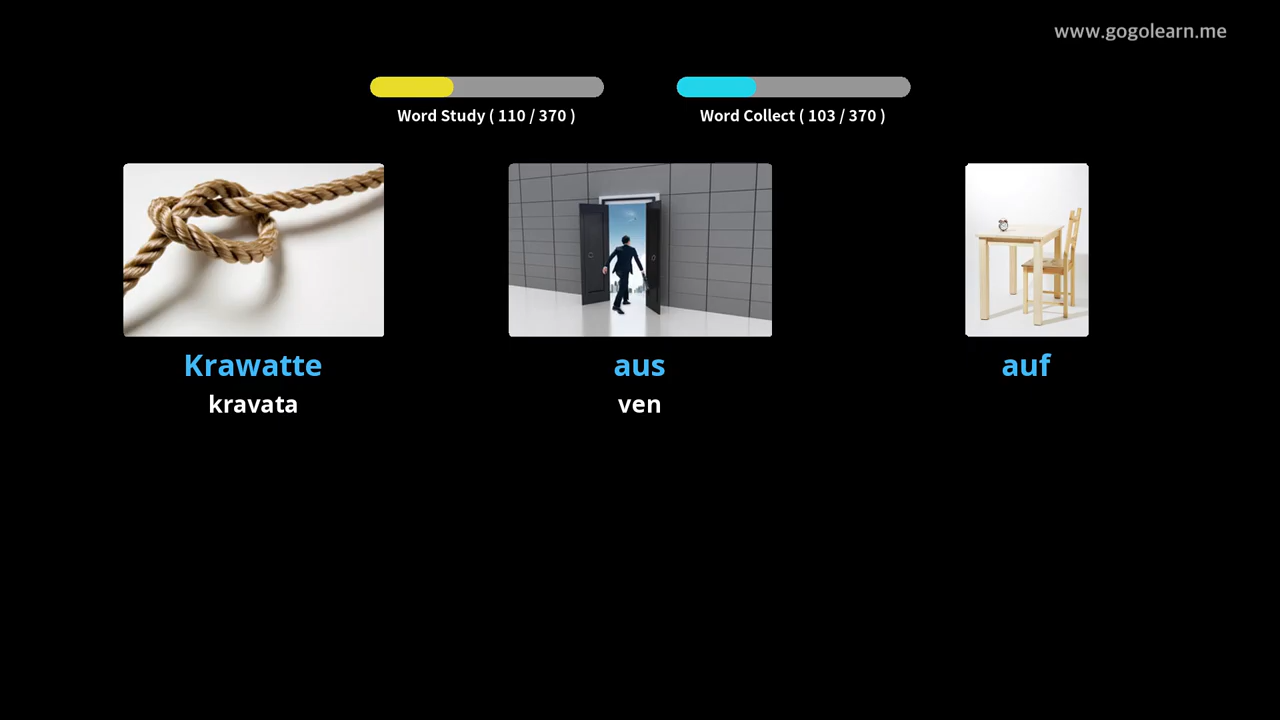 www.gogolearn.me
Word Study ( 110 / 370 )
Word Collect ( 103 / 370 )
Krawatte
kravata
aus
ven
auf